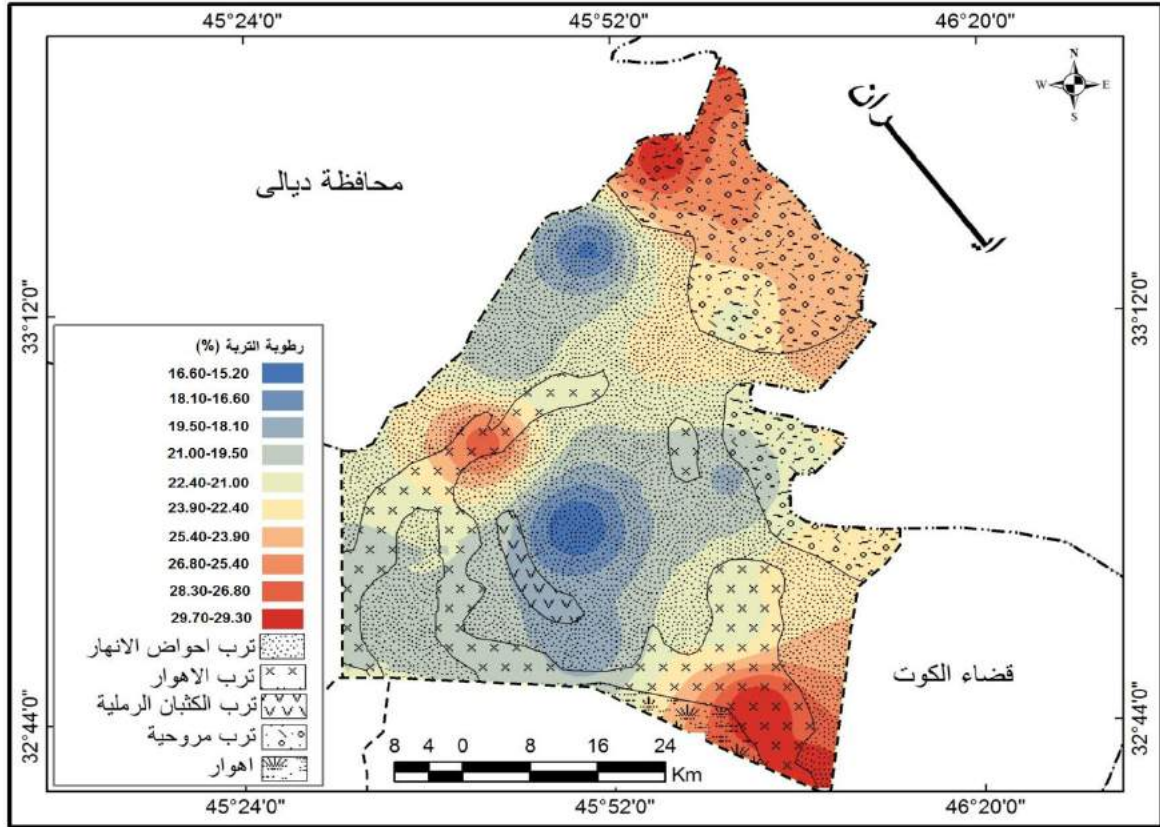 45°24'0"
45°52'0"
46°20'0"
N
W E
S
ايـــران
محافظة ديالى
33°12'0"
33°12'0"
رطوبة التربة (%)
16.60-15.20
18.10-16.60
19.50-18.10
21.00-19.50
22.40-21.00
23.90-22.40
25.40-23.90
26.80-25.40
28.30-26.80
29.70-29.30
ترب احواض الانهار
ترب الاهوار
ترب الكثبان الرملية
ترب مروحية
اهوار
قضاء الكوت
32°44'0"
32°44'0"
8 4 0 8 16 24
Km
45°24'0"
45°52'0"
46°20'0"